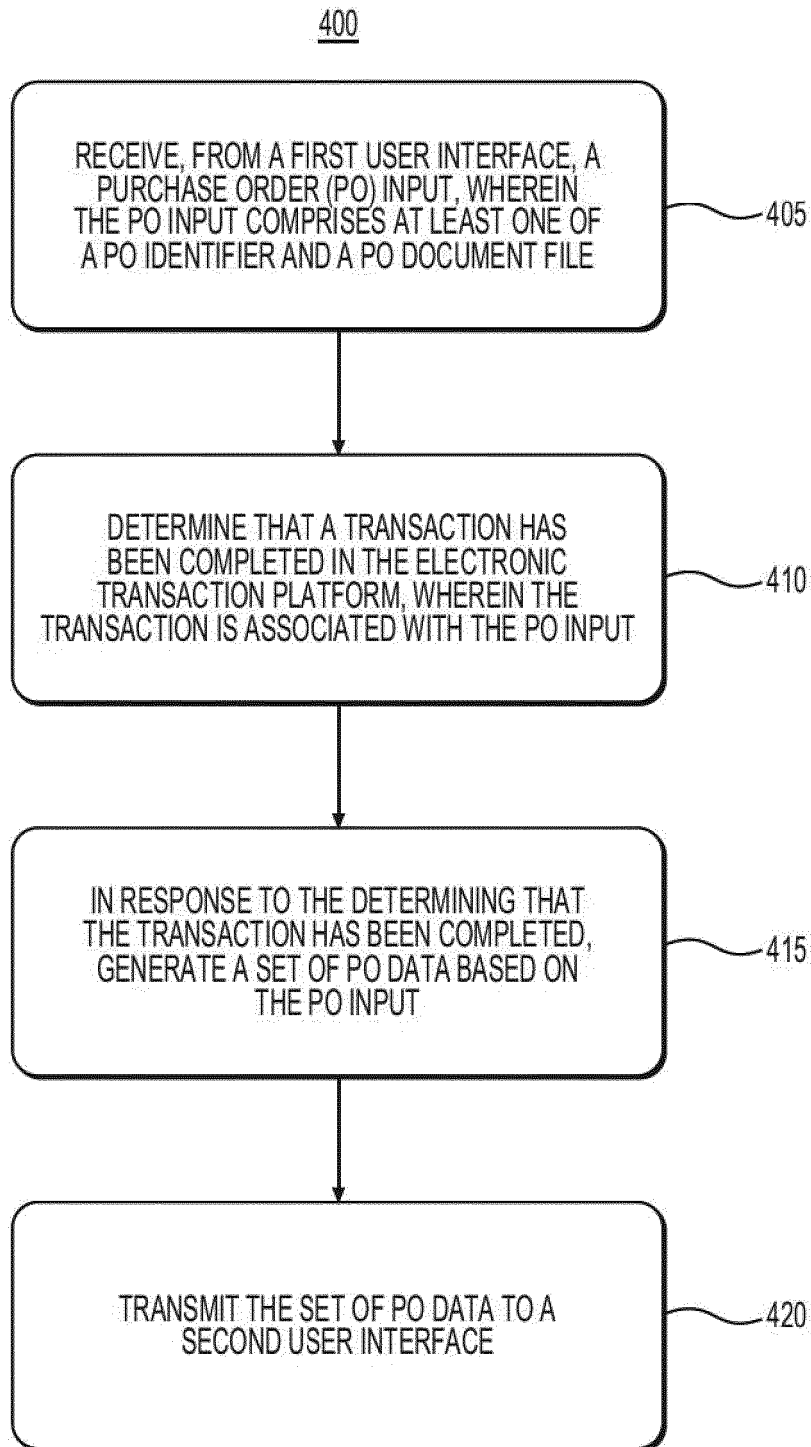 400
RECEIVE, FROM A FIRST USER INTERFACE, A
PURCHASE ORDER (PO) INPUT, WHEREIN
THE PO INPUT COMPRISES AT LEAST ONE OF
A PO IDENTIFIER AND A PO DOCUMENT FILE
405
DETERMINE THAT A TRANSACTION HAS
BEEN COMPLETED IN THE ELECTRONIC
TRANSACTION PLATFORM, WHEREIN THE
TRANSACTION IS ASSOCIATED WITH THE PO INPUT
410
IN RESPONSE TO THE DETERMINING THAT
THE TRANSACTION HAS BEEN COMPLETED,
GENERATE A SET OF PO DATA BASED ON
THE PO INPUT
415
TRANSMIT THE SET OF PO DATA TO A
SECOND USER INTERFACE
420